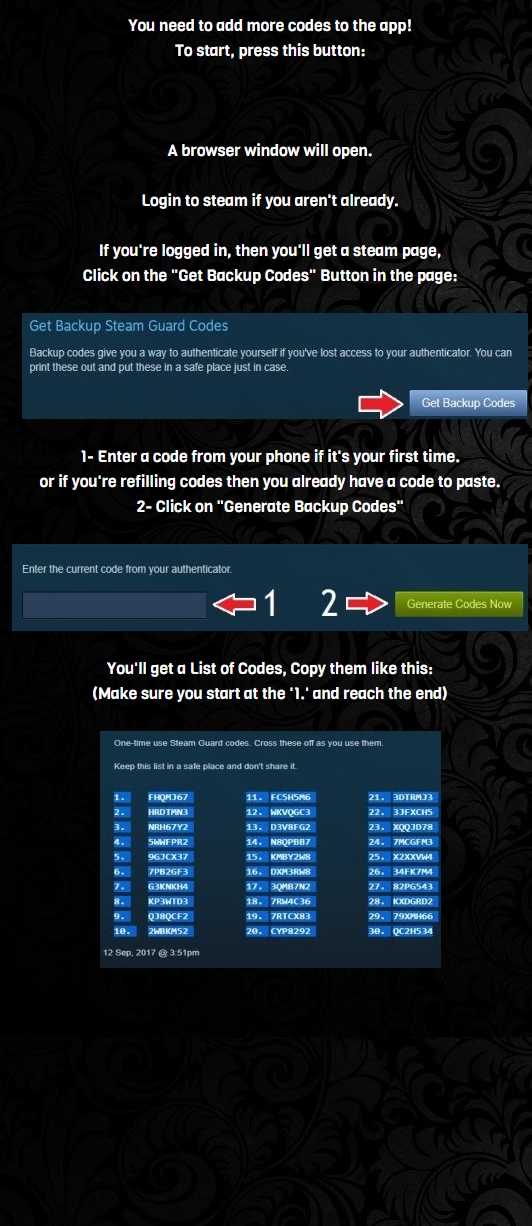 You need to add more codes to the app!
To start, press this button:
A browser window will open.
Login to steam if you aren't already.
If you're logged in, then you'll get a steam page,
Click on the "Get Backup Codes" Button in the page:
Get Backup Steam Guard Codes
Backup codes give you a way to authenticate yourself if you've lost access to your authenticator. You can
print these out and put these in a safe place just in case.
Get Backup Codes
1- Enter a code from your phone if it's your first time.
or if you're refilling codes then you already have a code to paste.
2- Click on "Generate Backup Codes"
Enter the current code from your authenticator.
1 2 Generate Codes Now
You'll get a List of Codes, Copy them like this:
(Make sure you start at the '1.' and reach the end)
One-time use Steam Guard codes. Cross these off as you use them.
Keep this list in a safe place and don't share it.
1. FHQMJ67 11. FC5H5M6 21. 3DTRMJ3
2. HRDTMN3 12. WKVQGC3 22. 3JFXCH5
3. NRH67Y2 13. D3V8FG2 23. XQQJD78
4. 5WWFPR2 14. N8QPBB7 24. 7MCGFM3
5. 9GJCX37 15. KMBY2W8 25. X2XXVW4
6. 7PB2GF3 16. DXM3RW8 26. 34FK7M4
7. G3KNKH4 17. 3QMB7N2 27. 82PG543
8. KP3WTD3 18. 7RW4C36 28. KXDGRD2
9. QJ8QCF2 19. 7RTCX83 29. 79XMH66
10. 2WBKM52 20. CYP8292 30. QC2H534
12 Sep, 2017 @ 3:51pm